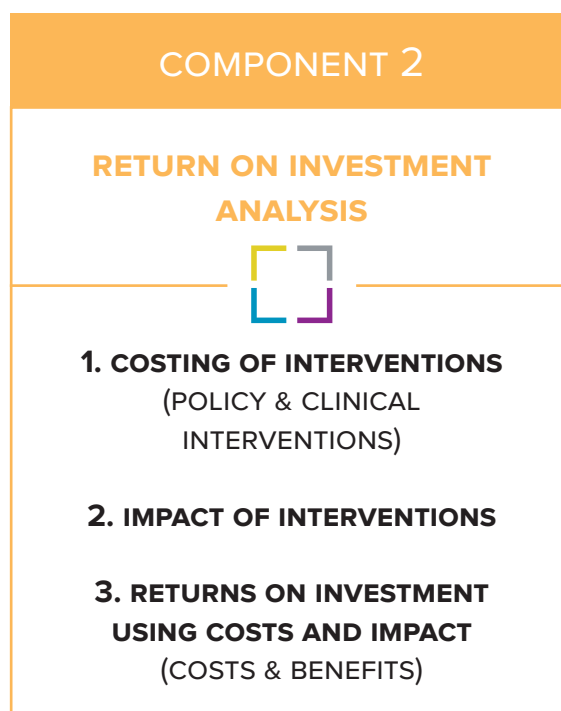 COMPONENT 2
RETURN ON INVESTMENT
ANALYSIS
1. COSTING OF INTERVENTIONS
(POLICY & CLINICAL
INTERVENTIONS)
2. IMPACT OF INTERVENTIONS
3. RETURNS ON INVESTMENT
USING COSTS AND IMPACT
(COSTS & BENEFITS)